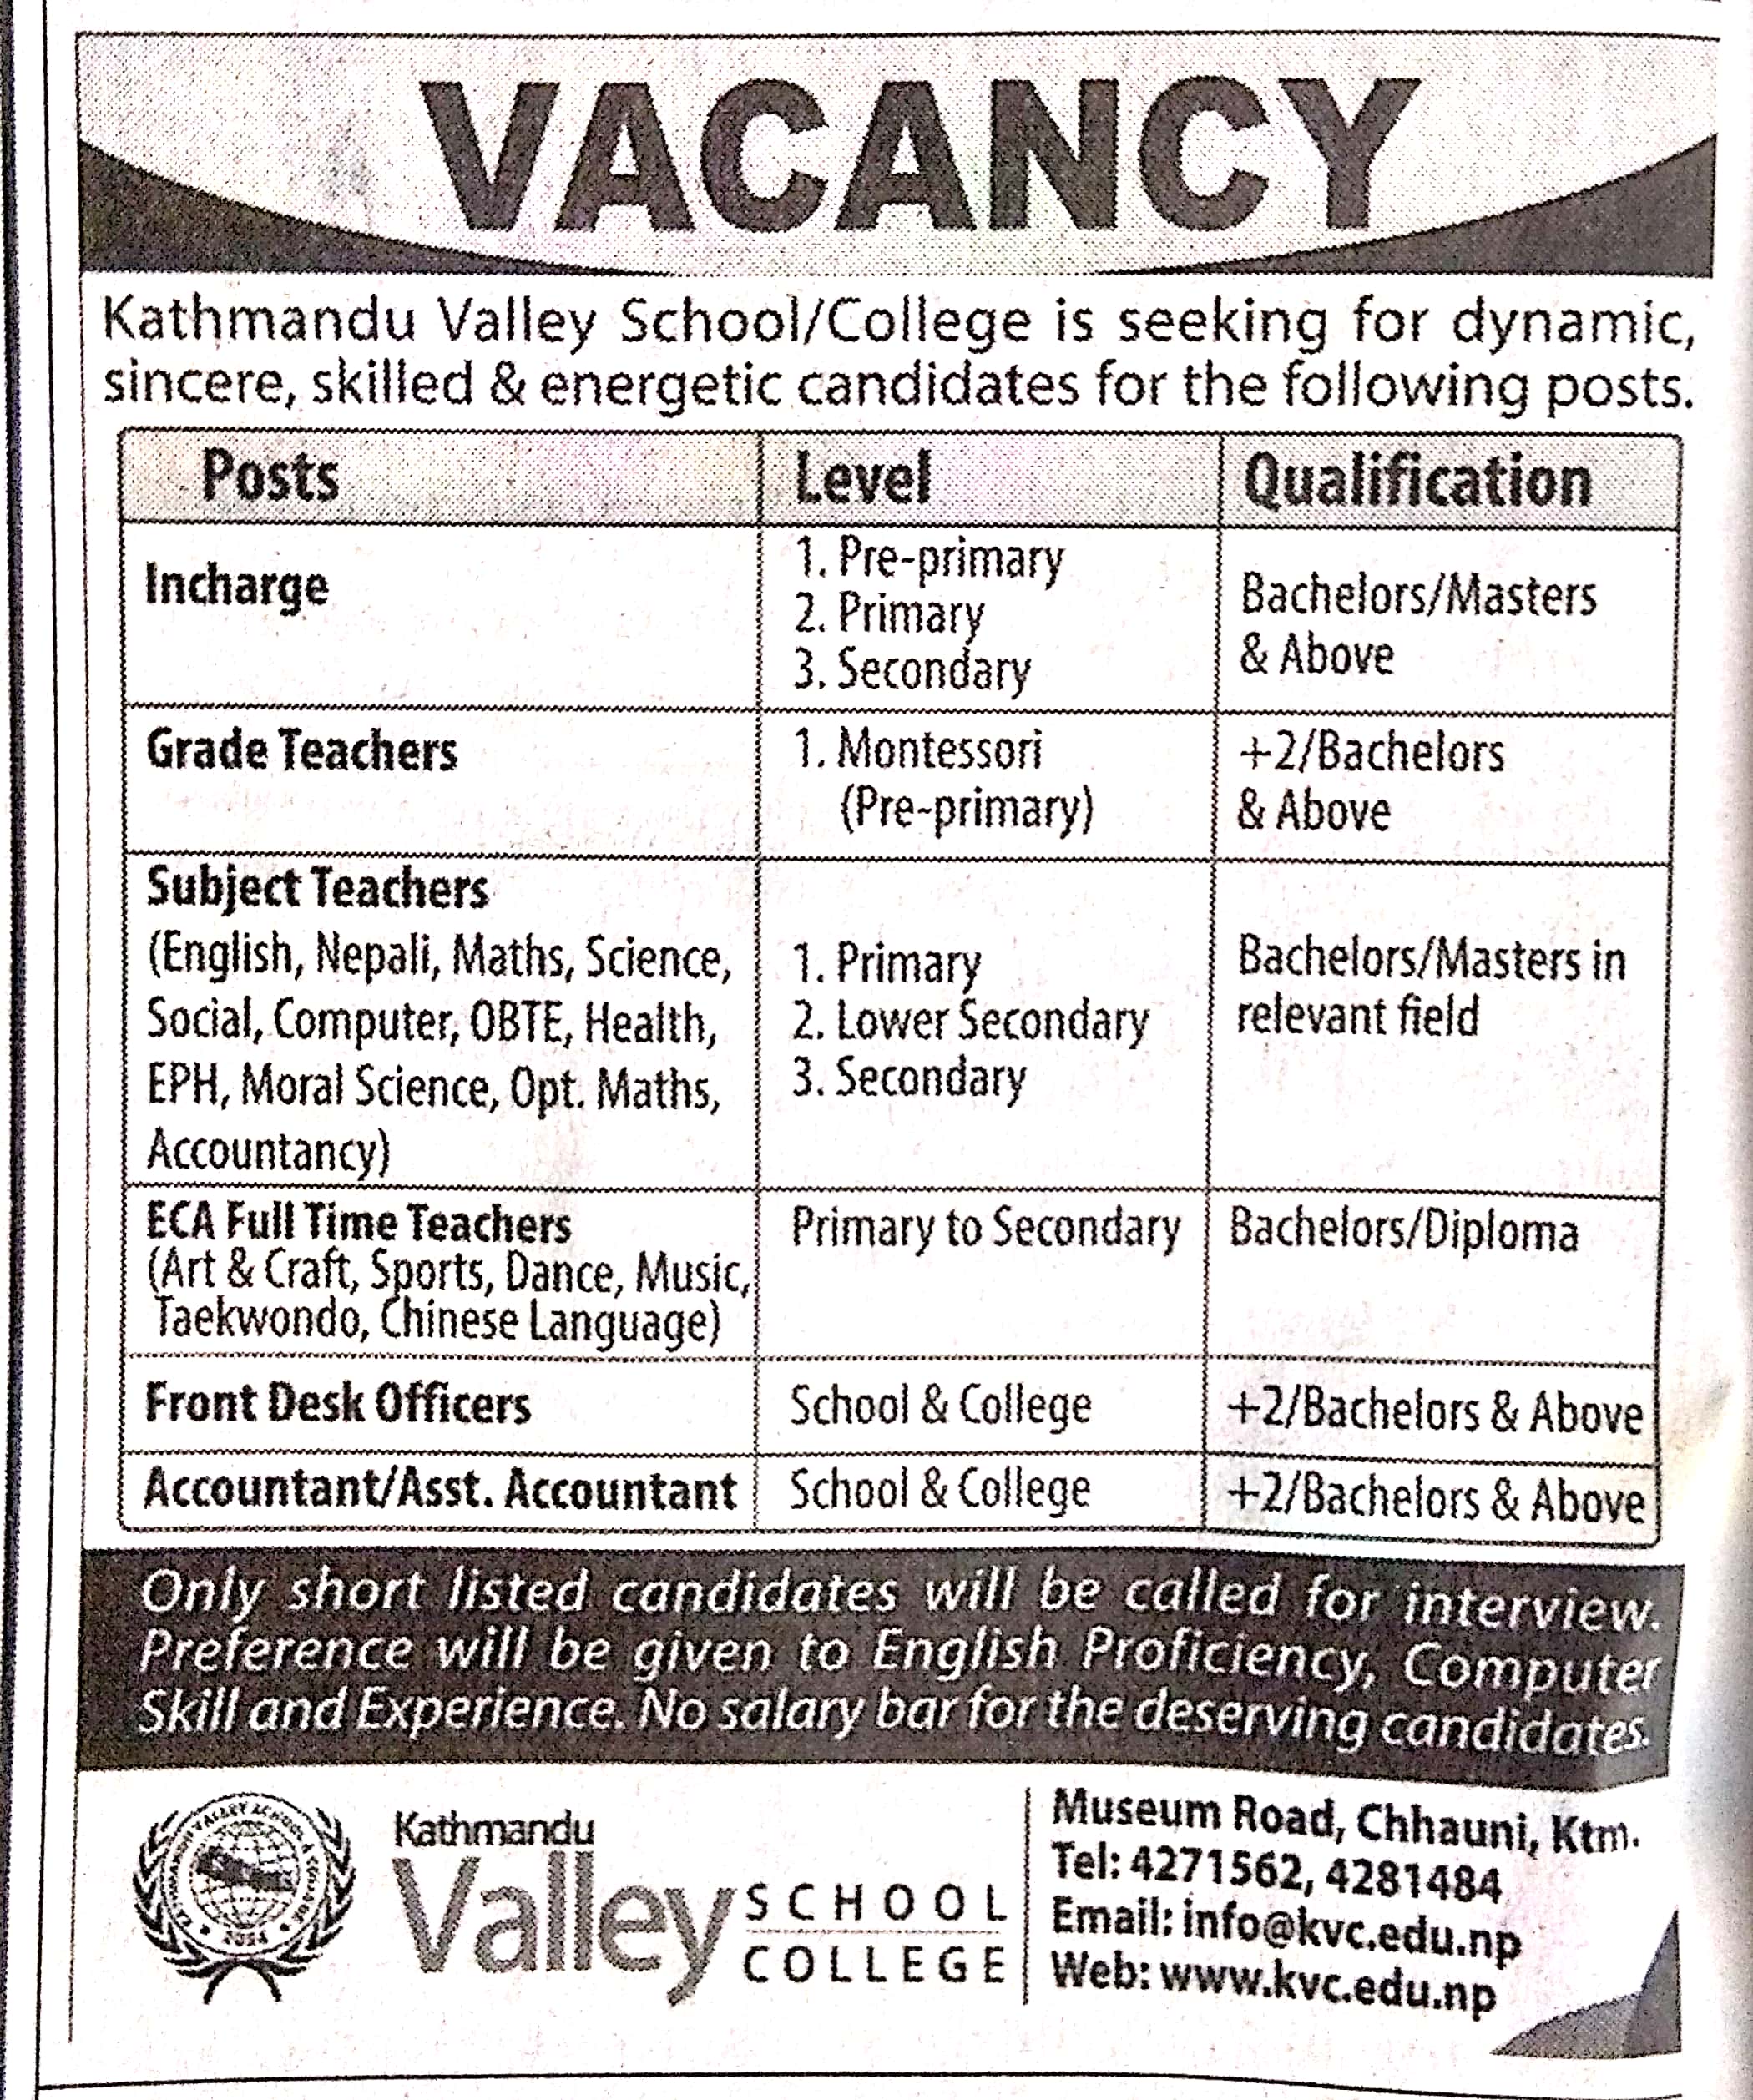 VACANCY
Kathmandu Valley School/College is seeking for dynamic,
sincere, skilled & energetic candidates for the following posts.
Posts Level Qualification
Incharge
1. Pre-primary
2. Primary
3. Secondary
Bachelors/Masters
& Above
Grade Teachers
1. Montessori
(Pre-primary)
+2/Bachelors
& Above
Subject Teachers
(English, Nepali, Maths, Science,
Social, Computer, OBTE, Health,
EPH, Moral Science, Opt. Maths,
Accountancy)
1. Primary
2. Lower Secondary
3. Secondary
Bachelors/Masters in
relevant field
ECA Full Time Teachers
(Art & Craft, Sports, Dance, Music,
Taekwondo, Chinese Language)
Primary to Secondary
Bachelors/Diploma
Front Desk Officers School & College +2/Bachelors & Above
Accountant/Asst. Accountant School & College +2/Bachelors & Above
Only short listed candidates will be called for interview.
Preference will be given to English Proficiency, Computer
Skill and Experience. No salary bar for the deserving candidates.
Kathmandu
Valley SCHOOL
COLLEGE
Museum Road, Chhauni, Ktm.
Tel: 4271562, 4281484
Email: info@kvc.edu.np
Web: www.kvc.edu.np